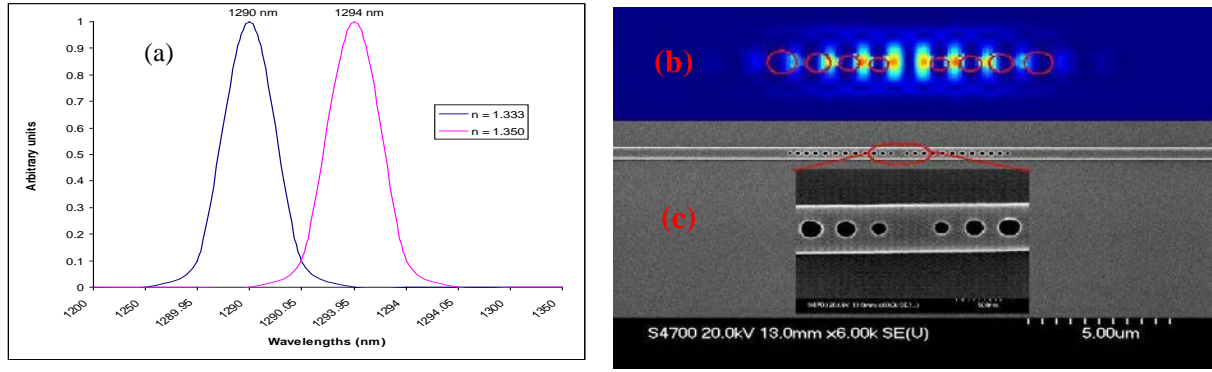 1290 nm
1294 nm
(a)
1
0.9
0.8
0.7
0.6
0.5
0.4
0.3
0.2
0.1
0
Arbitrary units
n = 1.333
n = 1.350
1200
1250
1289.95
1290
1290.05
1293.95
1294
1294.05
1300
1350
Wavelengths (nm)
(b)
(c)
S4700 20.0kV 13.0mm x6.00k SE(U)
5.00um